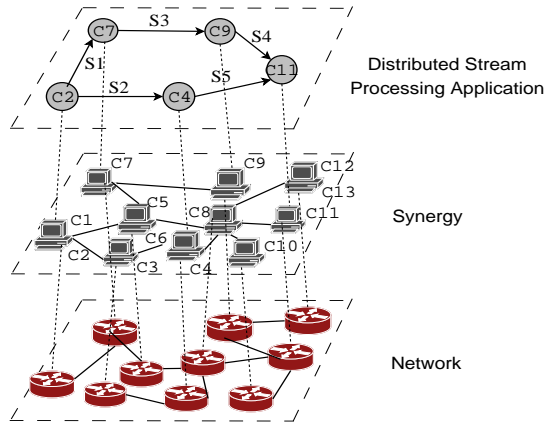 C7
S3
C9
S4
S1
C11
Distributed Stream
Processing Application
S2
S5
C2
C4
C7
C9
C12
C13
C5
C8
C11
Synergy
C1
C6
C2
C3
C4
C10
Network